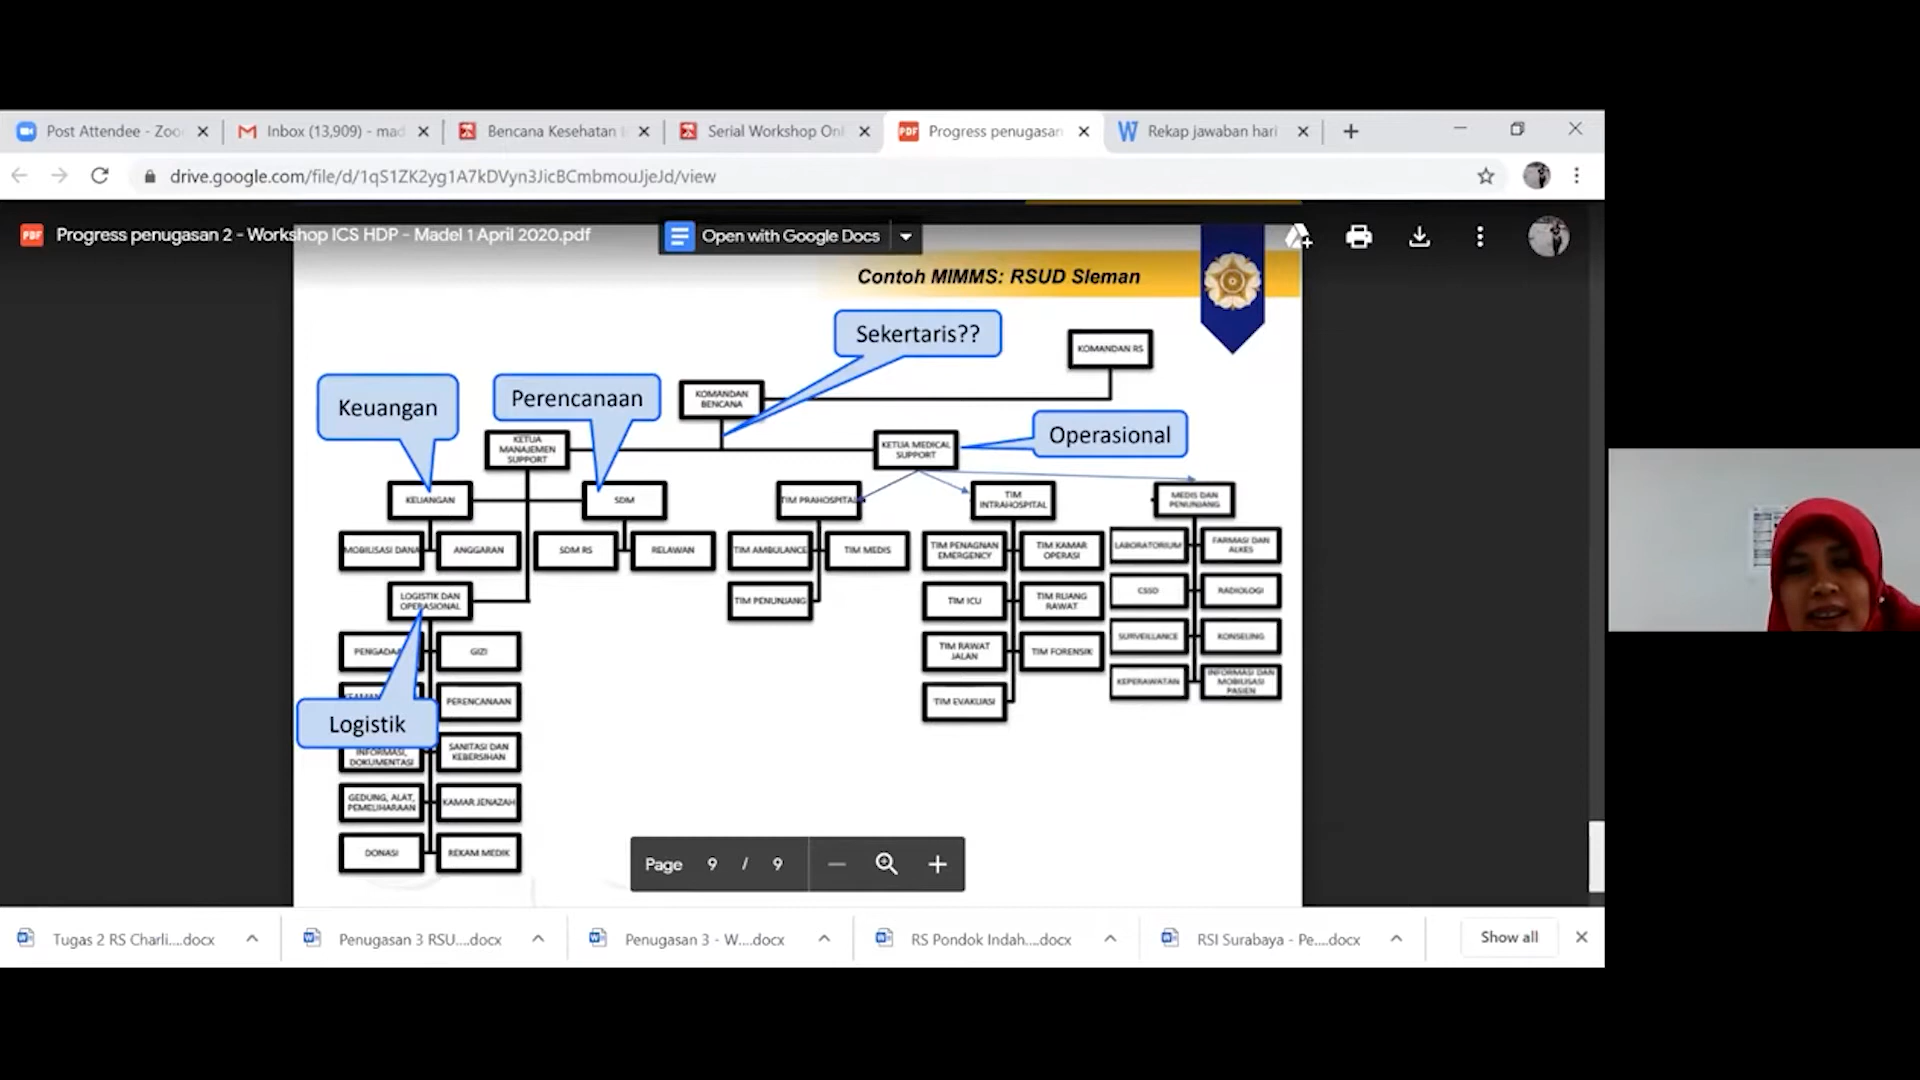 Post Attendee - Zoo
Inbox (13,909) - mad
Bencana Kesehatan I
Serial Workshop Onl
Progress penugasan
Rekap jawaban hari
drive.google.com/file/d/1qS1ZK2yg1A7kDVyn3JicBCmbmouJjeJd/view
PDF Progress penugasan 2 - Workshop ICS HDP - Madel 1 April 2020.pdf
Open with Google Docs
Contoh MIMMS: RSUD Sleman
Sekertaris??
KOMANDAN RS
Keuangan
Perencanaan
KOMANDAN
BENCANA
Operasional
KETUA
MANAJEMEN
SUPPORT
KETUA MEDICAL
SUPPORT
KEUANGAN
SDM
TIM PRAHOSPITAL
TIM
INTRAHOSPITAL
MEDIS DAN
PENUNJANG
MOBILISASI DANA
ANGGARAN
SDM RS
RELAWAN
TIM AMBULANCE
TIM MEDIS
TIM PENAGNAN
EMERGENCY
TIM KAMAR
OPERASI
LABORATORIUM
FARMASI DAN
ALKES
LOGISTIK DAN
OPERASIONAL
TIM PENUNJANG
TIM ICU
TIM RUANG
RAWAT
CSSD
RADIOLOGI
PENGADA
GIZI
TIM RAWAT
JALAN
TIM FORENSIK
SURVEILLANCE
KONSELING
PERENCANAAN
TIM EVAKUASI
KEPERAWATAN
INFORMASI DAN
MOBILISASI
PASIEN
Logistik
INFORMASI,
DOKUMENTASI
SANITASI DAN
KEBERSIHAN
GEDUNG, ALAT,
PEMELIHARAAN
KAMAR JENAZAH
DONASI
REKAM MEDIK
Page 9 / 9
Tugas 2 RS Charli....docx
Penugasan 3 RSU....docx
Penugasan 3 - W....docx
RS Pondok Indah....docx
RSI Surabaya - Pe....docx
Show all